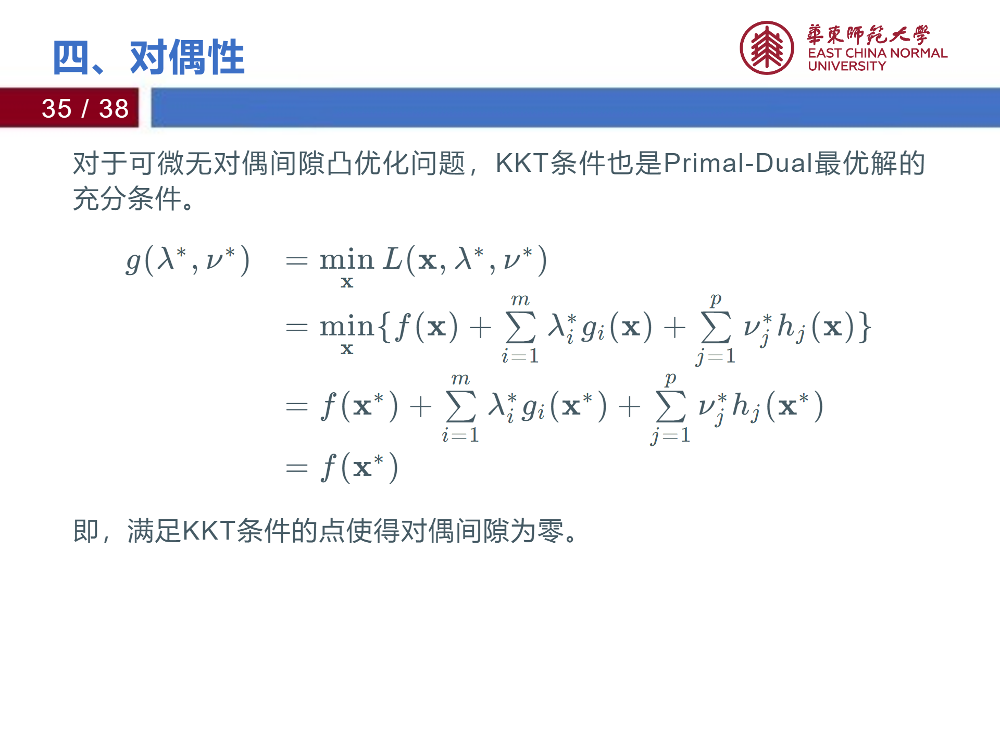 四、对偶性
華東师範大學
EAST CHINA NORMAL
UNIVERSITY
35 / 38
对于可微无对偶间隙凸优化问题，KKT条件也是Primal-Dual最优解的
充分条件。
$g(\lambda^*, \nu^*) = \min_{\mathbf{x}} L(\mathbf{x}, \lambda^*, \nu^*)$
$= \min_{\mathbf{x}} \{ f(\mathbf{x}) + \sum_{i=1}^{m} \lambda_i^* g_i(\mathbf{x}) + \sum_{j=1}^{p} \nu_j^* h_j(\mathbf{x}) \}$
$= f(\mathbf{x}^*) + \sum_{i=1}^{m} \lambda_i^* g_i(\mathbf{x}^*) + \sum_{j=1}^{p} \nu_j^* h_j(\mathbf{x}^*)$
$= f(\mathbf{x}^*)$
即，满足KKT条件的点使得对偶间隙为零。